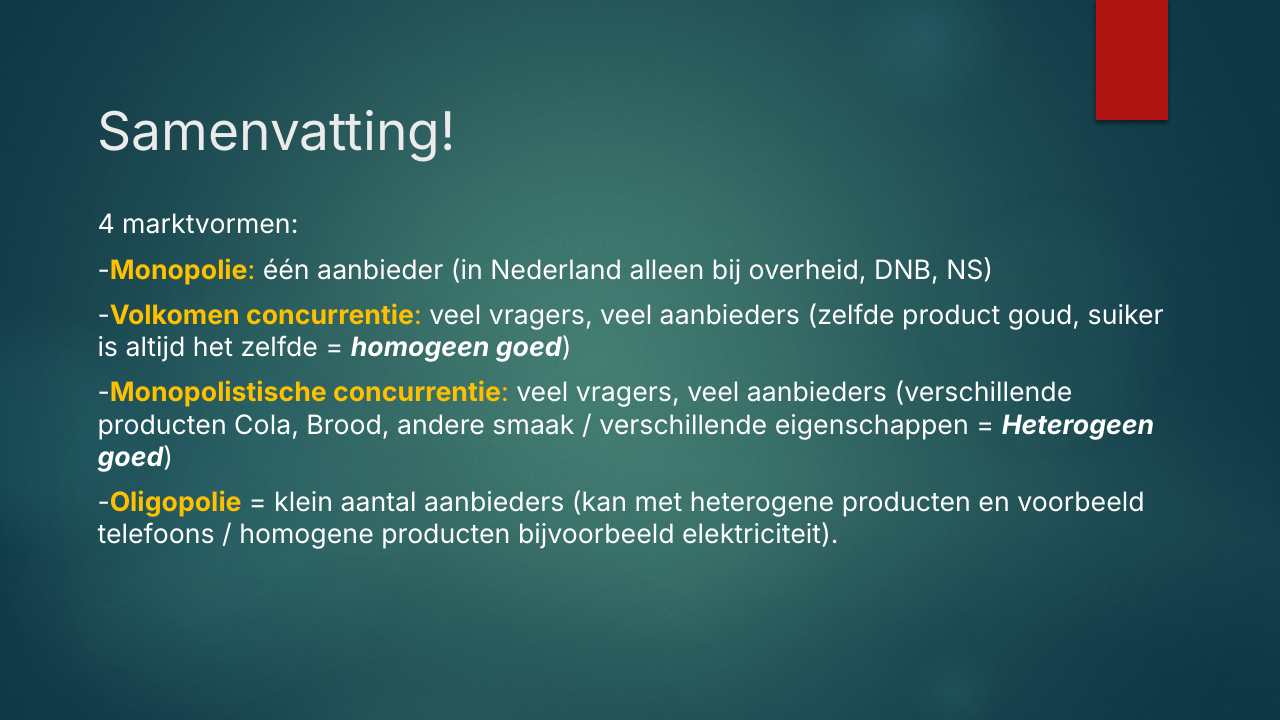 Samenvatting!
4 marktvormen:
-Monopolie: één aanbieder (in Nederland alleen bij overheid, DNB, NS)
-Volkomen concurrentie: veel vragers, veel aanbieders (zelfde product goud, suiker
is altijd het zelfde = homogeen goed)
-Monopolistische concurrentie: veel vragers, veel aanbieders (verschillende
producten Cola, Brood, andere smaak / verschillende eigenschappen = Heterogeen
goed)
-Oligopolie = klein aantal aanbieders (kan met heterogene producten en voorbeeld
telefoons / homogene producten bijvoorbeeld elektriciteit).